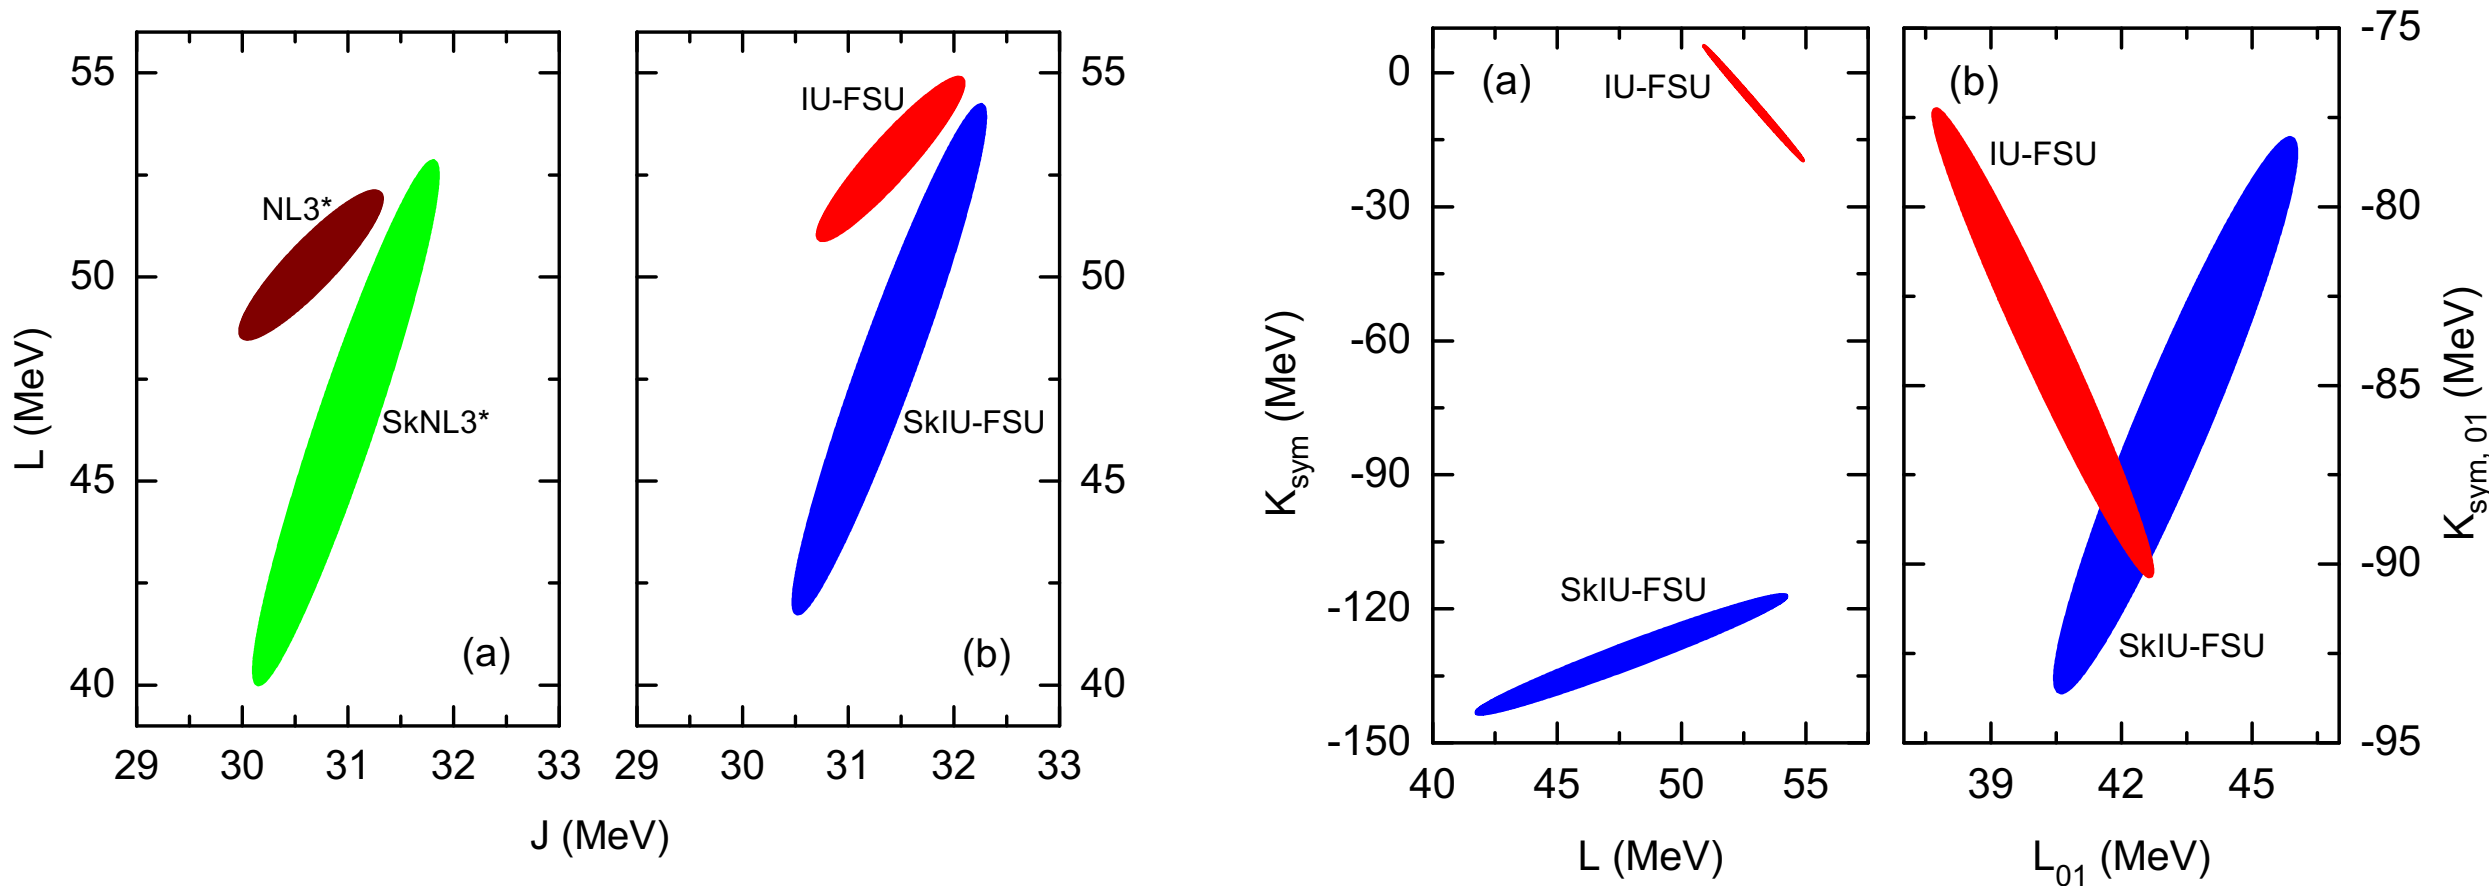 55
50
45
40
L (MeV)
NL3*
SkNL3*
(a)
29
30
31
32
33
IU-FSU
SkIU-FSU
(b)
55
50
45
40
29
30
31
32
33
J (MeV)
0
-30
-60
-90
-120
-150
K_sym (MeV)
(a)
IU-FSU
SkIU-FSU
40
45
50
55
L (MeV)
(b)
IU-FSU
SkIU-FSU
-75
-80
-85
-90
-95
K_sym, 01 (MeV)
39
42
45
L_01 (MeV)